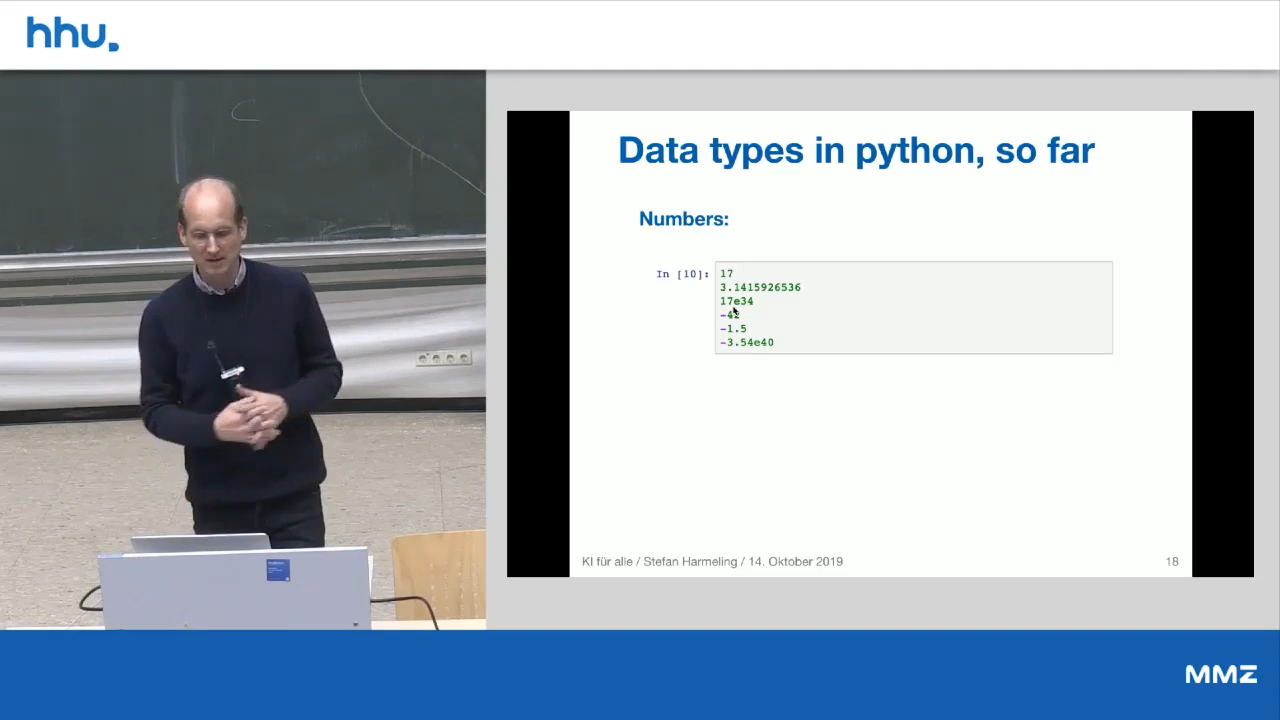 hhu.
Data types in python, so far
Numbers:
In [10]:
17
3.1415926536
17e34
-42
-1.5
-3.54e40
KI für alle / Stefan Harmeling / 14. Oktober 2019
18
MMZ